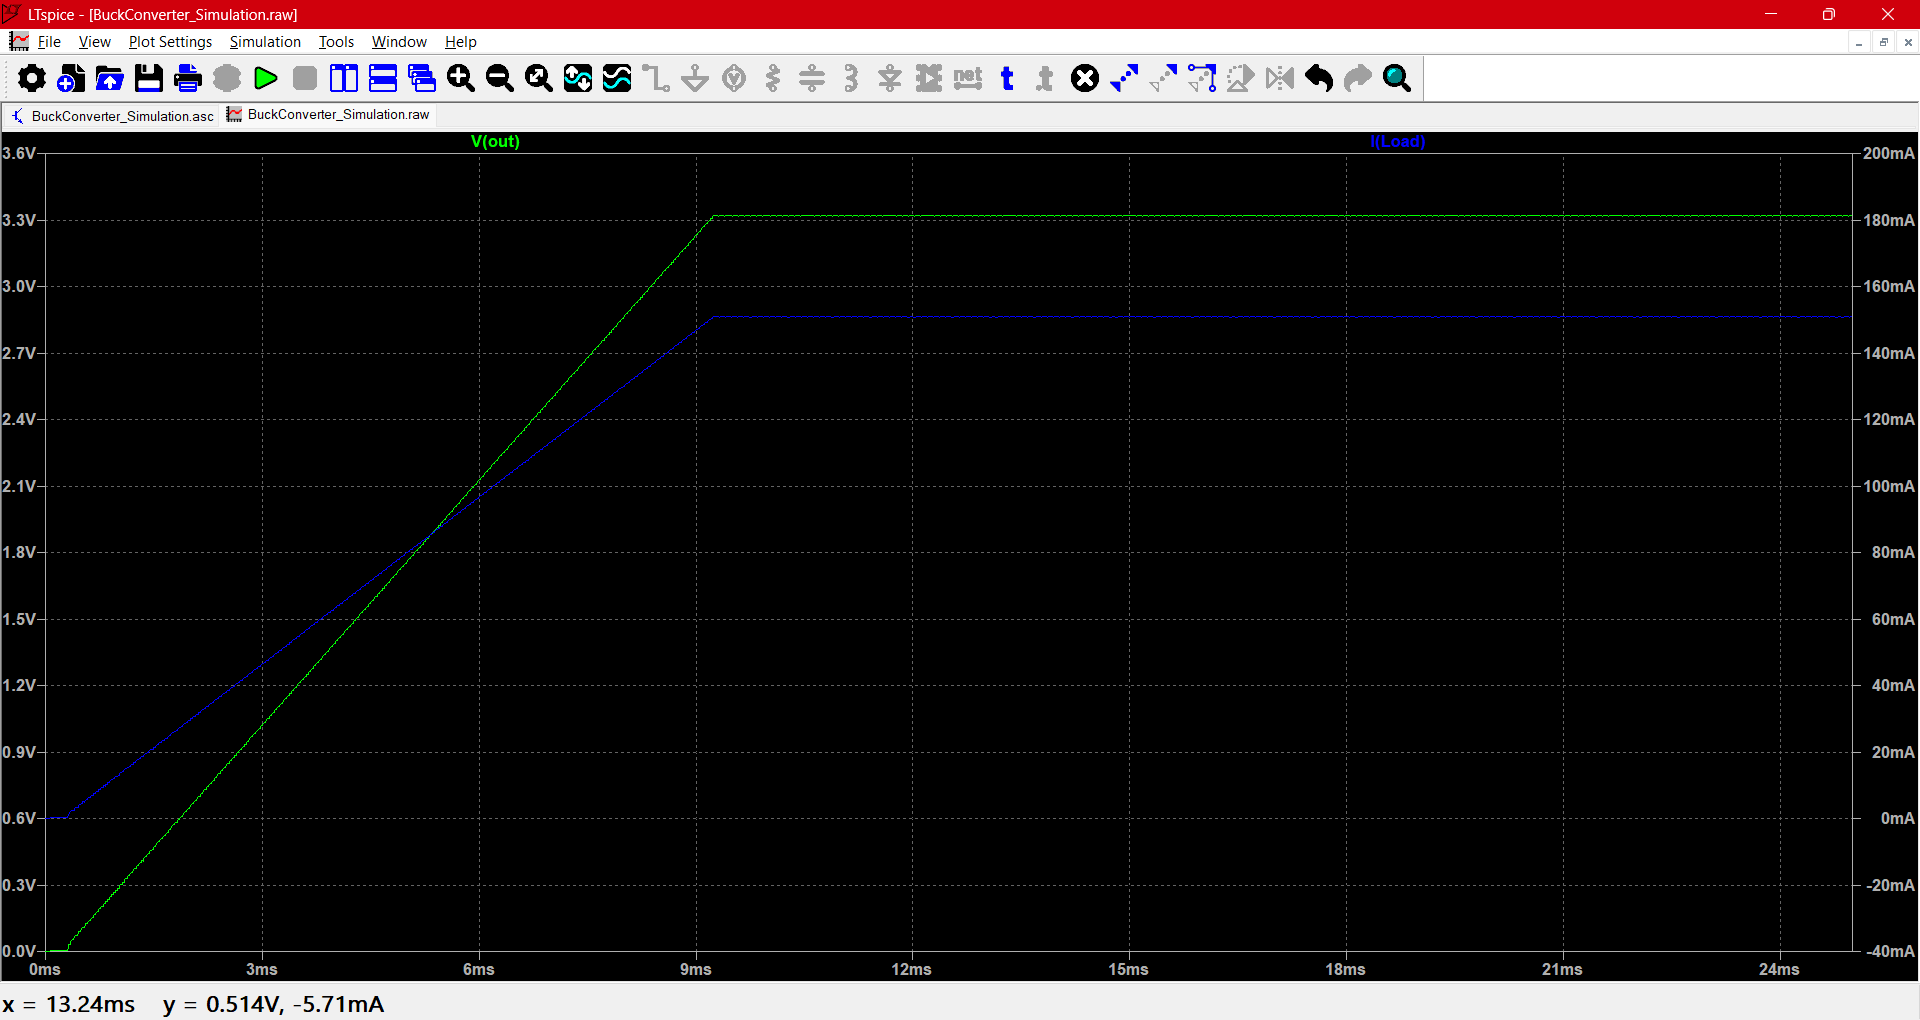 LTspice - [BuckConverter_Simulation.raw]
File View Plot Settings Simulation Tools Window Help
net t t
BuckConverter_Simulation.asc BuckConverter_Simulation.raw
V(out) I(Load)
3.6V 200mA
3.3V 180mA
3.0V 160mA
2.7V 140mA
2.4V 120mA
2.1V 100mA
1.8V 80mA
1.5V 60mA
1.2V 40mA
0.9V 20mA
0.6V 0mA
0.3V -20mA
0.0V -40mA
0ms 3ms 6ms 9ms 12ms 15ms 18ms 21ms 24ms
x = 13.24ms y = 0.514V, -5.71mA